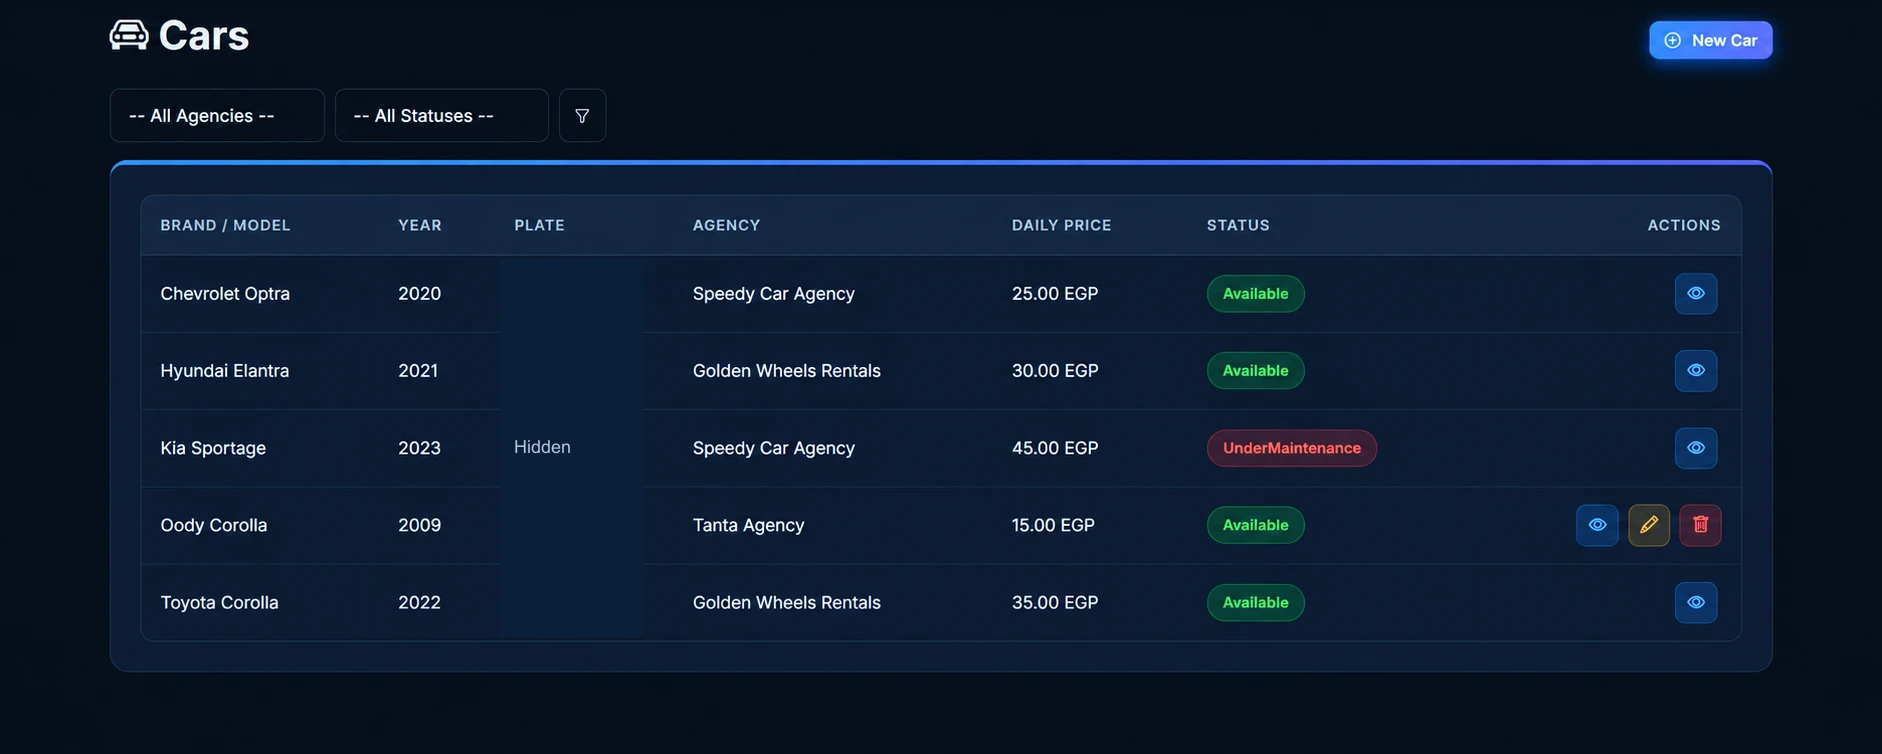 Cars
New Car
-- All Agencies --
-- All Statuses --
BRAND / MODEL YEAR PLATE AGENCY DAILY PRICE STATUS ACTIONS
Chevrolet Optra 2020 Speedy Car Agency 25.00 EGP Available
Hyundai Elantra 2021 Golden Wheels Rentals 30.00 EGP Available
Kia Sportage 2023 Hidden Speedy Car Agency 45.00 EGP UnderMaintenance
Oody Corolla 2009 Tanta Agency 15.00 EGP Available
Toyota Corolla 2022 Golden Wheels Rentals 35.00 EGP Available